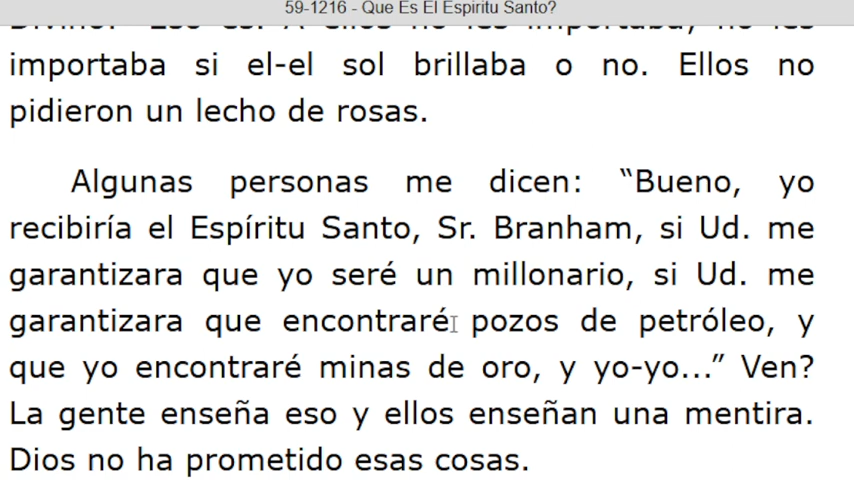 59-1216 - Que Es El Espiritu Santo?
importaba si el-el sol brillaba o no. Ellos no
pidieron un lecho de rosas.
Algunas personas me dicen: “Bueno, yo
recibiría el Espíritu Santo, Sr. Branham, si Ud. me
garantizara que yo seré un millonario, si Ud. me
garantizara que encontraré pozos de petróleo, y
que yo encontraré minas de oro, y yo-yo...” Ven?
La gente enseña eso y ellos enseñan una mentira.
Dios no ha prometido esas cosas.